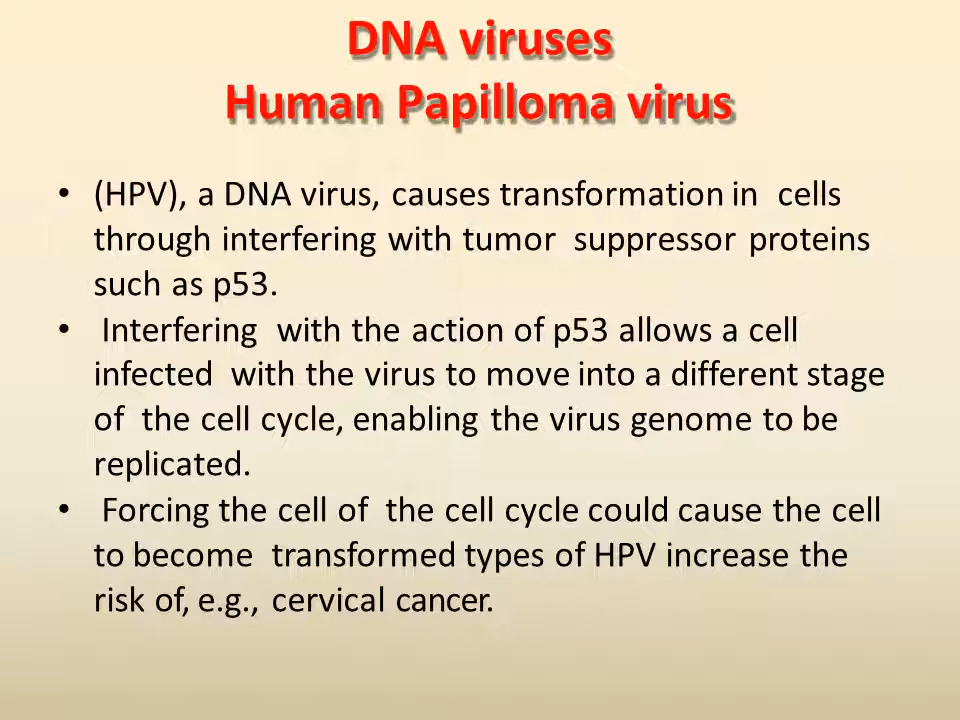 DNA viruses
Human Papilloma virus
• (HPV), a DNA virus, causes transformation in cells
through interfering with tumor suppressor proteins
such as p53.
• Interfering with the action of p53 allows a cell
infected with the virus to move into a different stage
of the cell cycle, enabling the virus genome to be
replicated.
• Forcing the cell of the cell cycle could cause the cell
to become transformed types of HPV increase the
risk of, e.g., cervical cancer.